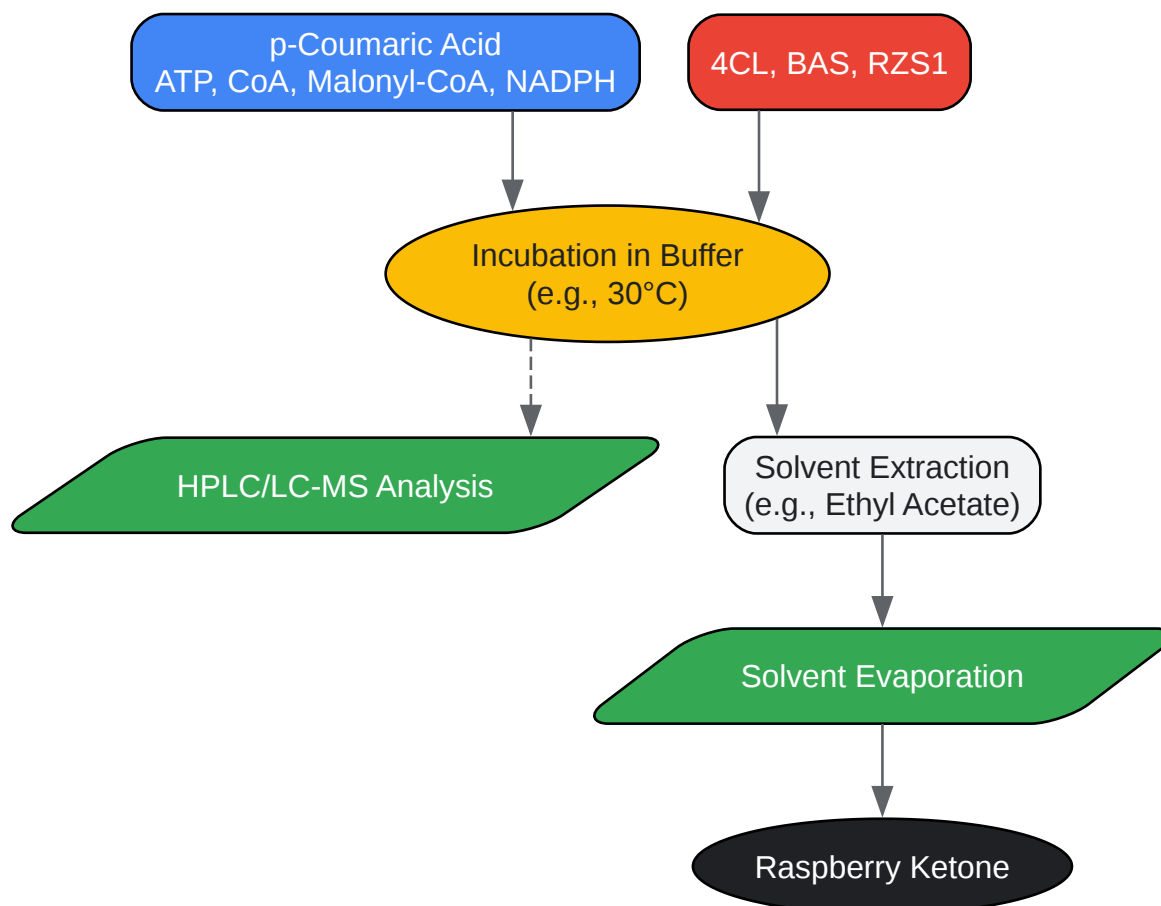 p-Coumaric Acid
ATP, CoA, Malonyl-CoA, NADPH
4CL, BAS, RZS1
Incubation in Buffer
(e.g., 30°C)
HPLC/LC-MS Analysis
Solvent Extraction
(e.g., Ethyl Acetate)
Solvent Evaporation
Raspberry Ketone